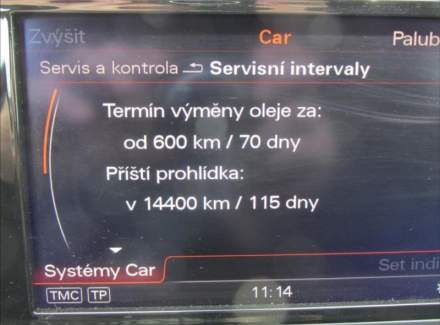 Zvýšit Car Palub
Servis a kontrola Servisní intervaly
Termín výměny oleje za:
od 600 km / 70 dny
Příští prohlídka:
v 14400 km / 115 dny
Systémy Car Set indi
TMC TP 11:14